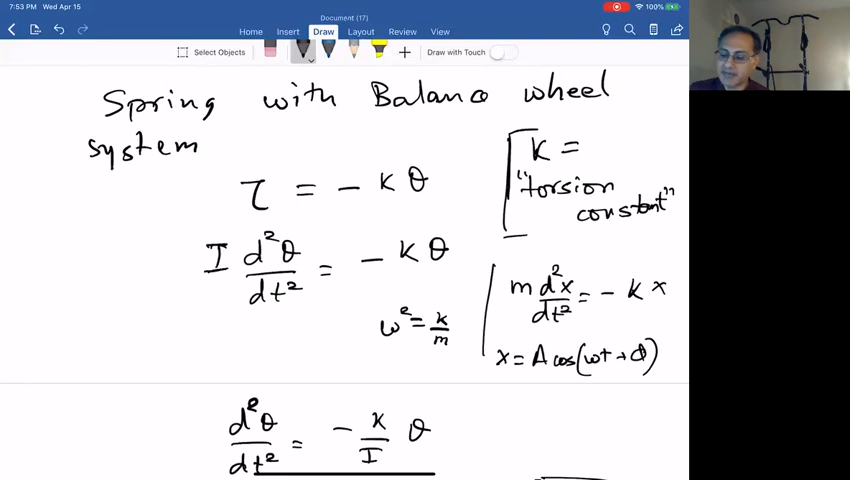 7:53 PM Wed Apr 15
100%
Document (17)
Home Insert Draw Layout Review View
Select Objects
Draw with Touch
Spring with Balance wheel
system
τ = - κ θ
κ =
"torsion
constant"
I d²θ/dt² = - κ θ
m d²x/dt² = - k x
ω² = k/m
x = A cos(ωt + φ)
d²θ/dt² = - κ/I θ